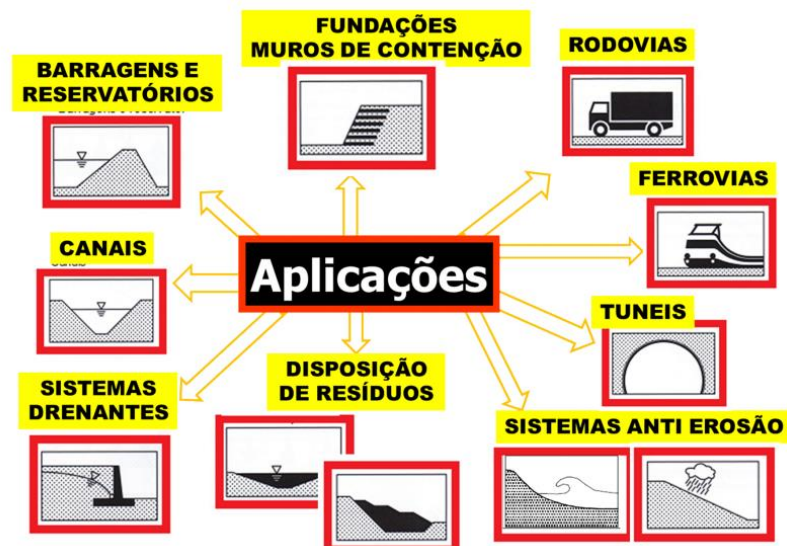 FUNDAÇÕES
MUROS DE CONTENÇÃO
RODOVIAS
BARRAGENS E
RESERVATÓRIOS
FERROVIAS
CANAIS
Aplicações
TUNEIS
SISTEMAS
DRENANTES
DISPOSIÇÃO
DE RESÍDUOS
SISTEMAS ANTI EROSÃO